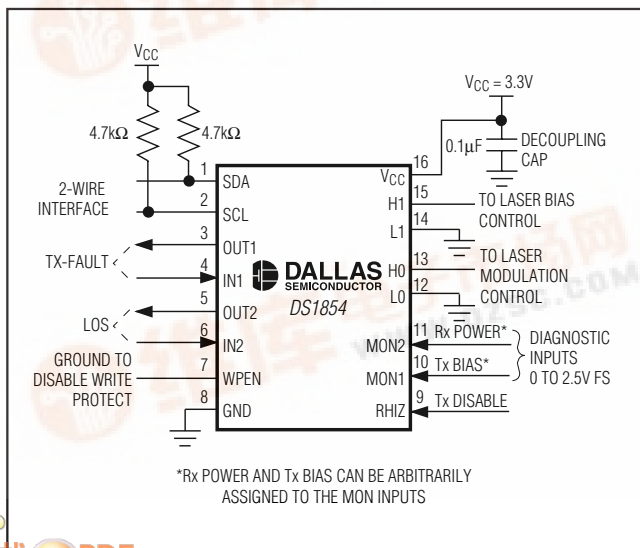 VCC
VCC = 3.3V
4.7kΩ
4.7kΩ
0.1µF
DECOUPLING
CAP
2-WIRE
INTERFACE
1
SDA
2
SCL
3
OUT1
TX-FAULT
4
IN1
5
OUT2
LOS
6
IN2
GROUND TO
DISABLE WRITE
PROTECT
7
WPEN
8
GND
DALLAS
SEMICONDUCTOR
DS1854
16
VCC
15
H1
TO LASER BIAS
CONTROL
14
L1
13
H0
TO LASER
MODULATION
CONTROL
12
L0
11
MON2
Rx POWER*
10
MON1
Tx BIAS*
DIAGNOSTIC
INPUTS
0 TO 2.5V FS
9
RHIZ
Tx DISABLE
*Rx POWER AND Tx BIAS CAN BE ARBITRARILY
ASSIGNED TO THE MON INPUTS